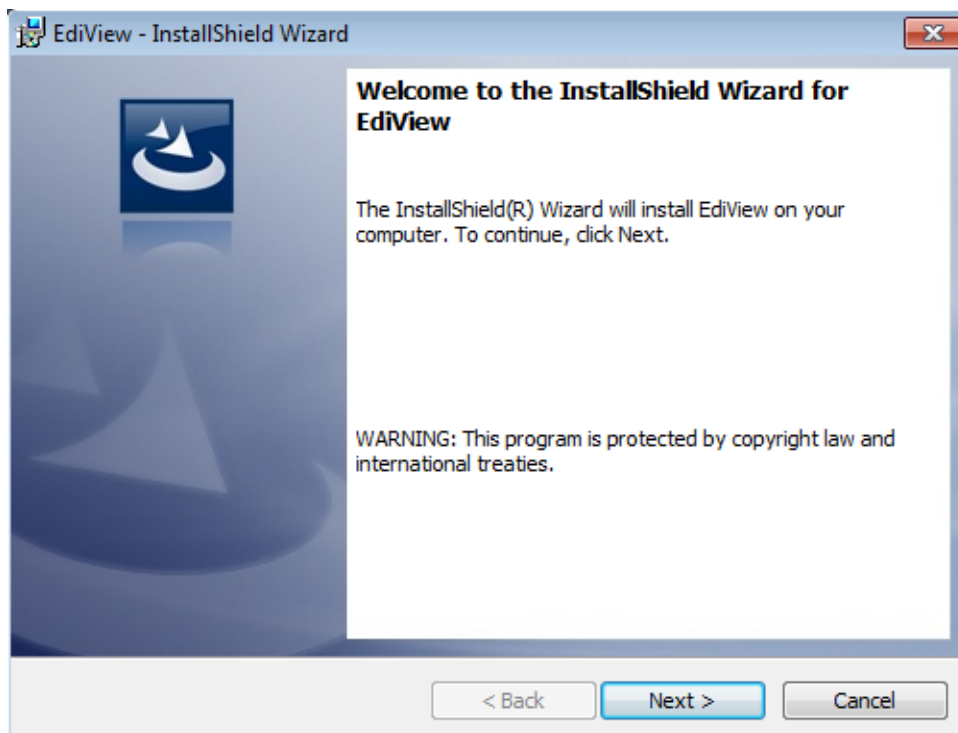 EdiView - InstallShield Wizard
Welcome to the InstallShield Wizard for
EdiView
The InstallShield(R) Wizard will install EdiView on your
computer. To continue, click Next.
WARNING: This program is protected by copyright law and
international treaties.
< Back
Next >
Cancel